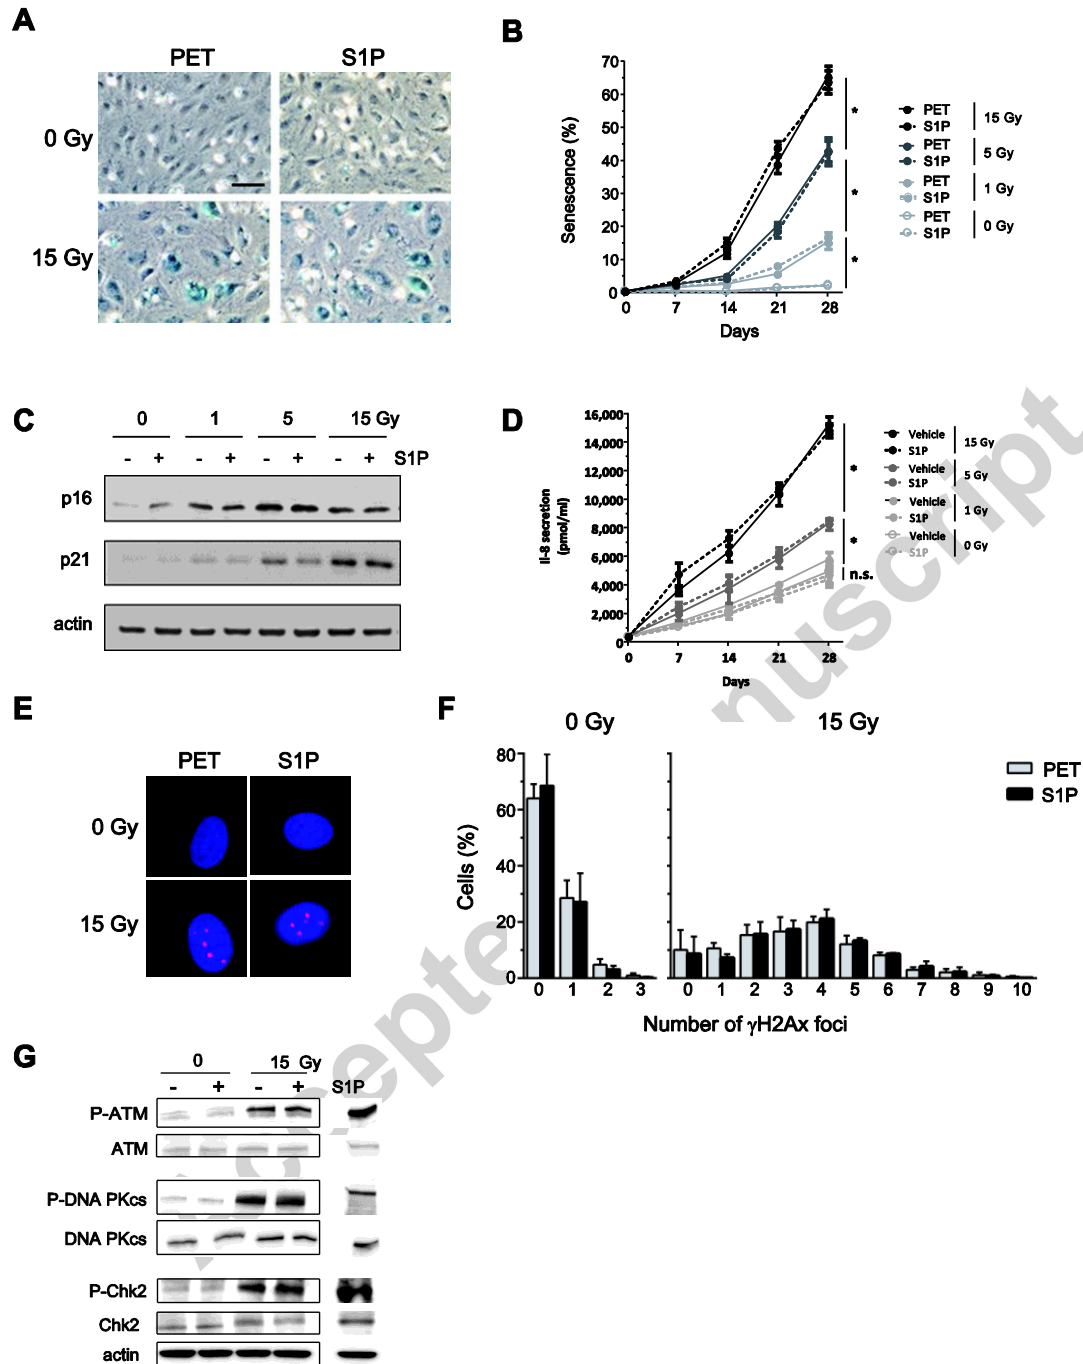 A
PET S1P
0 Gy
15 Gy
B
Senescence (%)
70
60
50
40
30
20
10
0
0 7 14 21 28
Days
*
*
*
PET
S1P
15 Gy
PET
S1P
5 Gy
PET
S1P
1 Gy
PET
S1P
0 Gy
C
0 1 5 15 Gy
- + - + - + - + S1P
p16
p21
actin
D
Il-8 secretion
(pmol/ml)
16,000
14,000
12,000
10,000
8,000
6,000
4,000
2,000
0
0 7 14 21 28
Days
*
*
n.s.
Vehicle
S1P
15 Gy
Vehicle
S1P
5 Gy
Vehicle
S1P
1 Gy
Vehicle
S1P
0 Gy
E
PET S1P
0 Gy
15 Gy
F
0 Gy 15 Gy
Cells (%)
80
60
40
20
0
0 1 2 3 0 1 2 3 4 5 6 7 8 9 10
Number of γH2Ax foci
PET
S1P
G
0 15 Gy
- + - + S1P
P-ATM
ATM
P-DNA PKcs
DNA PKcs
P-Chk2
Chk2
actin